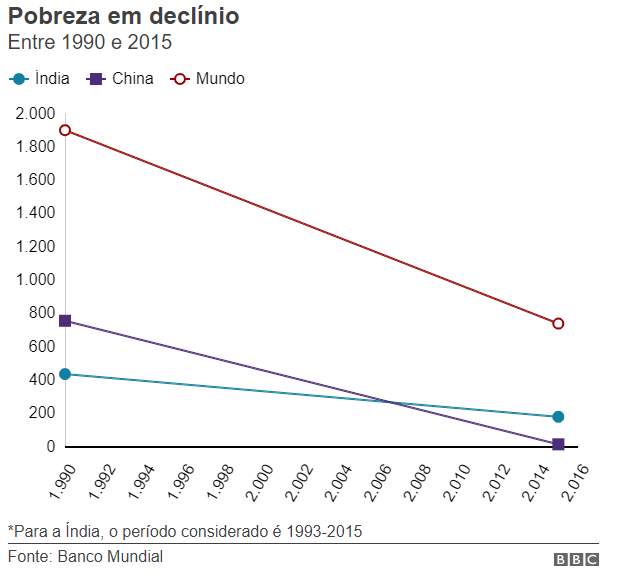 Pobreza em declínio
Entre 1990 e 2015
Índia China Mundo
2.000
1.800
1.600
1.400
1.200
1.000
800
600
400
200
0
1.990 1.992 1.994 1.996 1.998 2.000 2.002 2.004 2.006 2.008 2.010 2.012 2.014 2.016
*Para a Índia, o período considerado é 1993-2015
Fonte: Banco Mundial
BBC